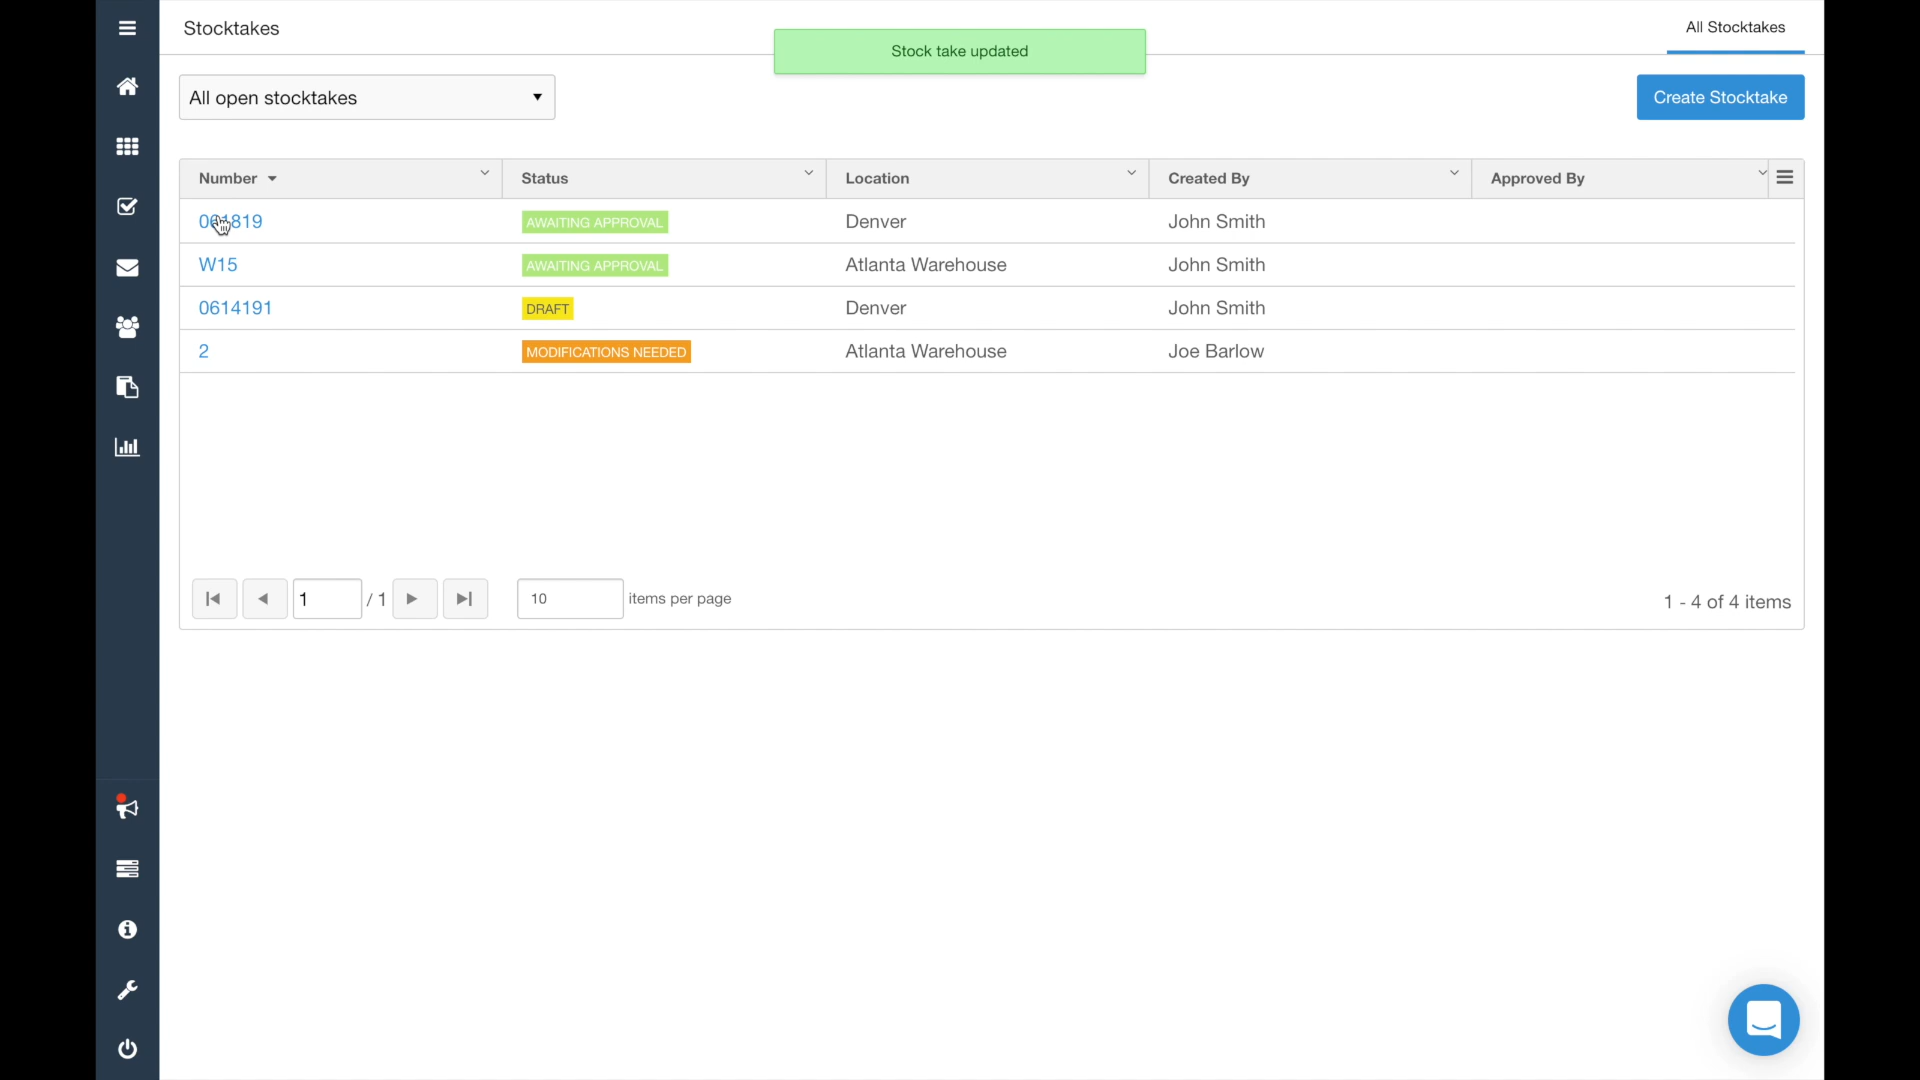 Stocktakes
All Stocktakes
Stock take updated
All open stocktakes
Create Stocktake
Number Status Location Created By Approved By
AWAITING APPROVAL Denver John Smith
W15 AWAITING APPROVAL Atlanta Warehouse John Smith
0614191 DRAFT Denver John Smith
2 MODIFICATIONS NEEDED Atlanta Warehouse Joe Barlow
1 / 1 10 items per page 1 - 4 of 4 items